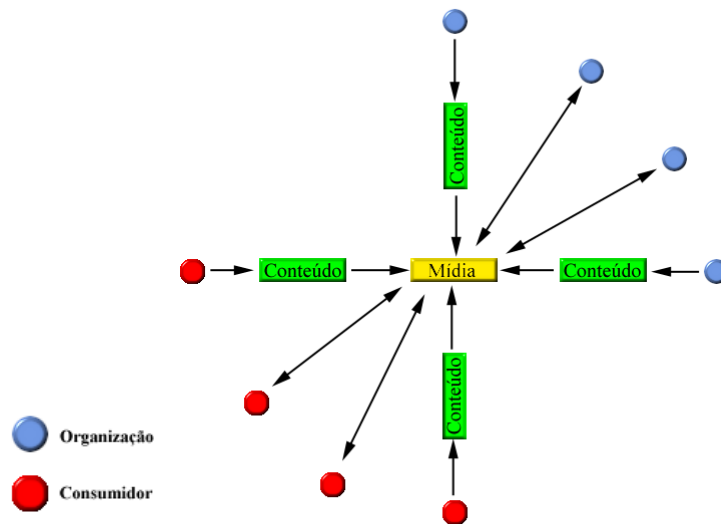 Conteúdo
Conteúdo
Mídia
Conteúdo
Conteúdo
Organização
Consumidor